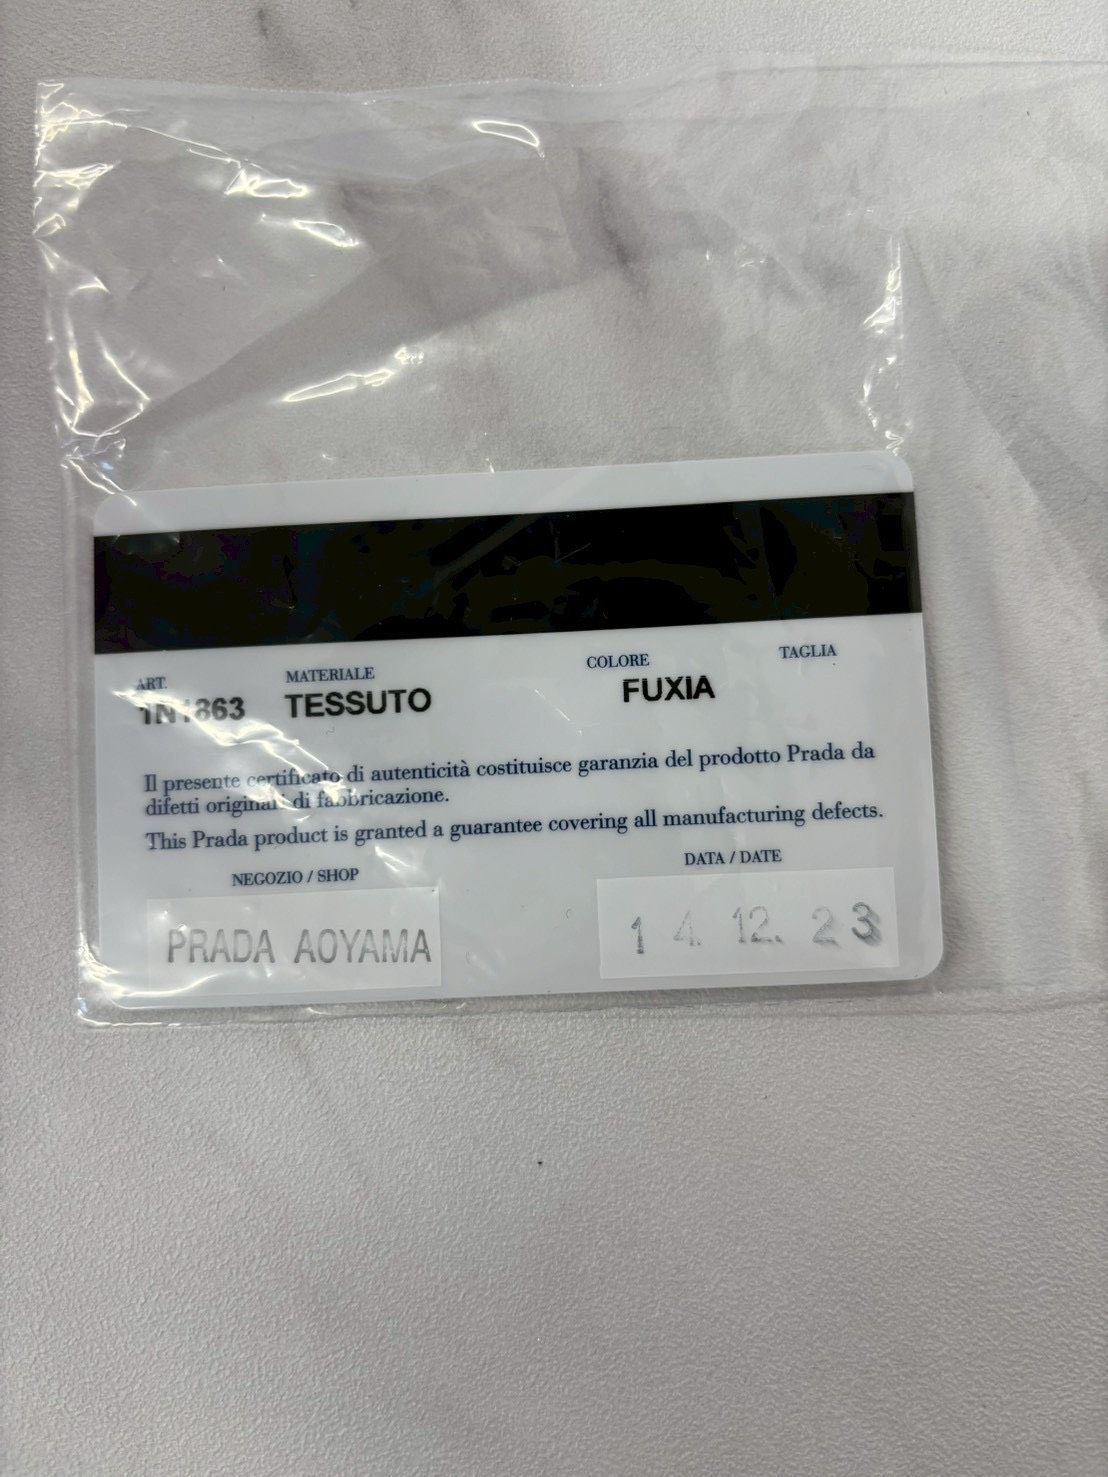 ART.
1N1863
MATERIALE
TESSUTO
COLORE
FUXIA
TAGLIA
Il presente certificato di autenticità costituisce garanzia del prodotto Prada da
difetti originali di fabbricazione.
This Prada product is granted a guarantee covering all manufacturing defects.
NEGOZIO / SHOP
PRADA AOYAMA
DATA / DATE
14.12.23